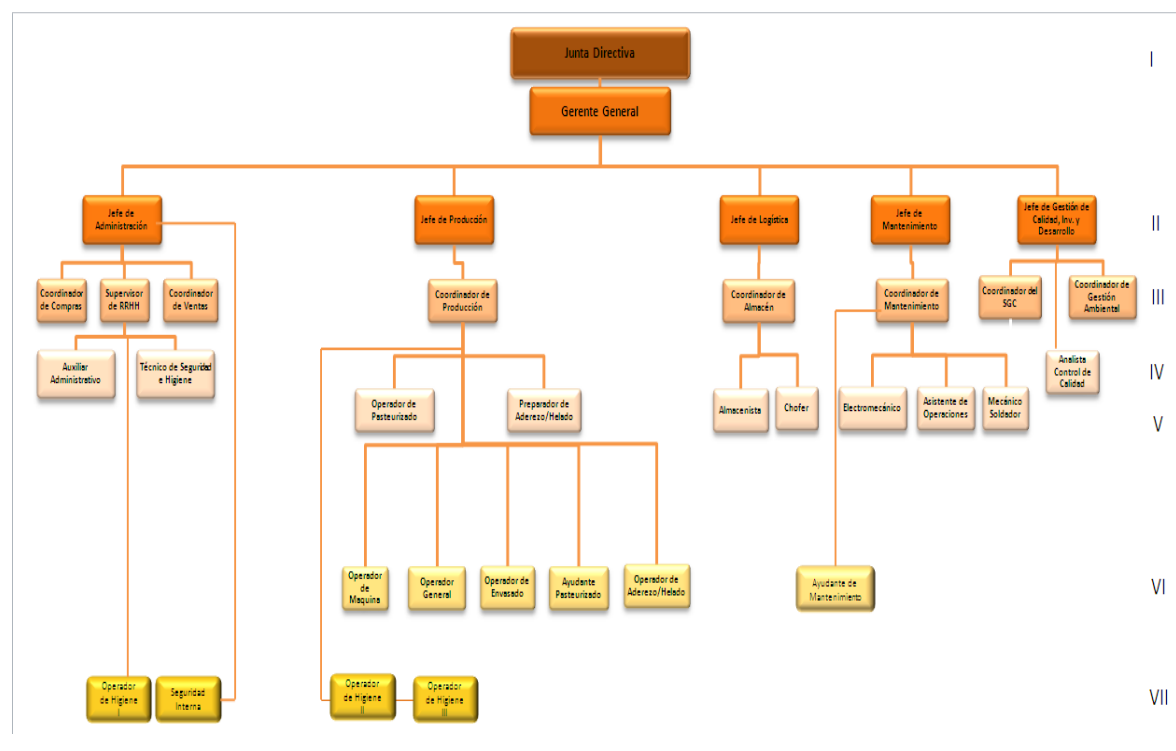 Junta Directiva
I
Gerente General
Jefe de
Administración
Jefe de Producción
Jefe de Logística
Jefe de
Mantenimiento
Jefe de Gestión de
Calidad, Inv. y
Desarrollo
II
Coordinador
de Compras
Supervisor
de RRHH
Coordinador
de Ventas
Coordinador de
Producción
Coordinador de
Almacén
Coordinador de
Mantenimiento
Coordinador del
SGC
Coordinador de
Gestión
Ambiental
III
Auxiliar
Administrativo
Técnico de Seguridad
e Higiene
Analista
Control de
Calidad
IV
Operador de
Pasteurizado
Preparador de
Aderezo/Helado
Almacenista
Chofer
Electromecánico
Asistente de
Operaciones
Mecánico
Soldador
V
Operador
de
Maquina
Operador
General
Operador de
Envasado
Ayudante
Pasteurizado
Operador de
Aderezo/Helado
Ayudante de
Mantenimiento
VI
Operador
de Higiene
I
Seguridad
Interna
Operador
de Higiene
II
Operador
de Higiene
III
VII